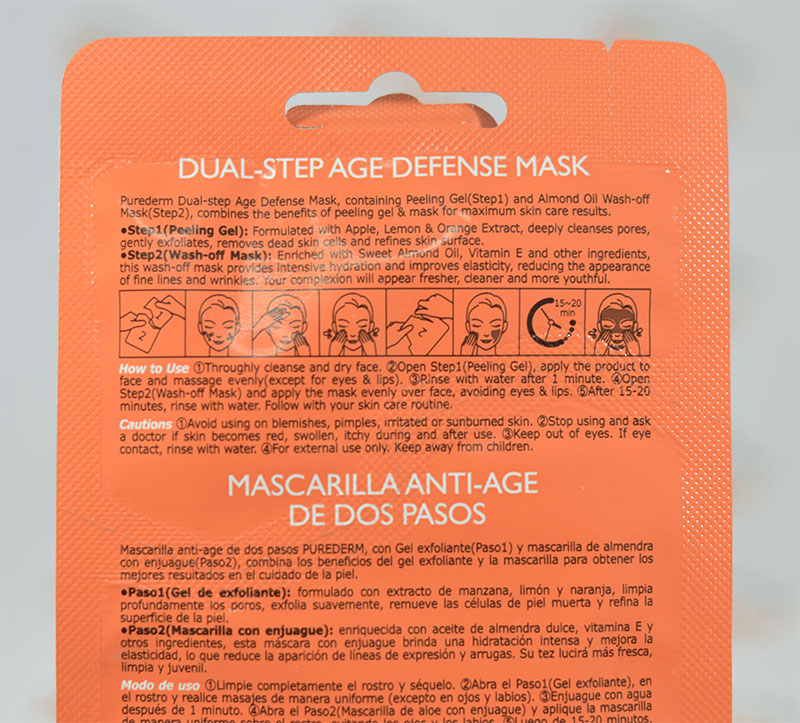 DUAL-STEP AGE DEFENSE MASK
Purederm Dual-step Age Defense Mask, containing Peeling Gel(Step1) and Almond Oil Wash-off
Mask(Step2), combines the benefits of peeling gel & mask for maximum skin care results.
●Step1(Peeling Gel): Formulated with Apple, Lemon & Orange Extract, deeply cleanses pores,
gently exfoliates, removes dead skin cells and refines skin surface.
●Step2(Wash-off Mask): Enriched with Sweet Almond Oil, Vitamin E and other ingredients,
this wash-off mask provides intensive hydration and improves elasticity, reducing the appearance
of fine lines and wrinkles. Your complexion will appear fresher, cleaner and more youthful.
1 2 15~20
min
How to Use ①Throughly cleanse and dry face. ②Open Step1(Peeling Gel), apply the product to
face and massage evenly(except for eyes & lips). ③Rinse with water after 1 minute. ④Open
Step2(Wash-off Mask) and apply the mask evenly over face, avoiding eyes & lips. ⑤After 15-20
minutes, rinse with water. Follow with your skin care routine.
Cautions ①Avoid using on blemishes, pimples, irritated or sunburned skin. ②Stop using and ask
a doctor if skin becomes red, swollen, itchy during and after use. ③Keep out of eyes. If eye
contact, rinse with water. ④For external use only. Keep away from children.
MASCARILLA ANTI-AGE
DE DOS PASOS
Mascarilla anti-age de dos pasos PUREDERM, con Gel exfoliante(Paso1) y mascarilla de almendra
con enjuague(Paso2), combina los beneficios del gel exfoliante y la mascarilla para obtener los
mejores resultados en el cuidado de la piel.
●Paso1(Gel de exfoliante): formulado con extracto de manzana, limón y naranja, limpia
profundamente los poros, exfolia suavemente, remueve las células de piel muerta y refina la
superficie de la piel.
●Paso2(Mascarilla con enjuague): enriquecida con aceite de almendra dulce, vitamina E y
otros ingredientes, esta máscara con enjuague brinda una hidratación intensa y mejora la
elasticidad, lo que reduce la aparición de líneas de expresión y arrugas. Su tez lucirá más fresca,
limpia y juvenil.
Modo de uso ①Limpie completamente el rostro y séquelo. ②Abra el Paso1(Gel exfoliante), en
el rostro y realice masajes de manera uniforme (excepto en ojos y labios). ③Enjuague con agua
después de 1 minuto. ④Abra el Paso2(Mascarilla de aloe con enjuague) y aplique la mascarilla
de manera uniforme sobre el rostro, evitando los ojos y los labios. ⑤Luego de 15-20 minutos,